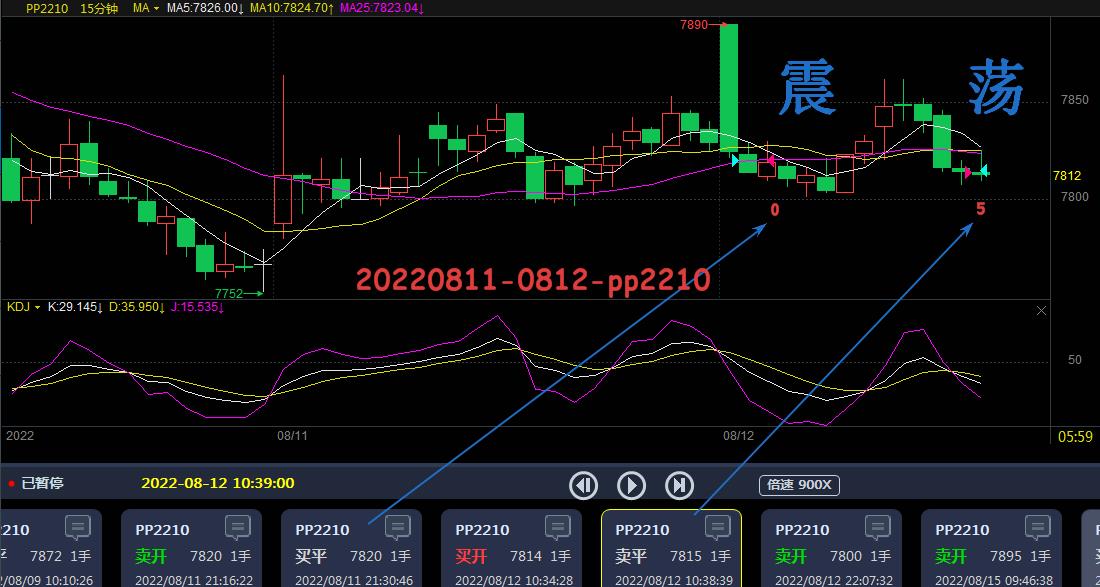 PP2210 15分钟 MA MA5:7826.00↓ MA10:7824.70↑ MA25:7823.04↓
7890
震 荡
7850
7812
7800
0 5
20220811-0812-pp2210
7752
KDJ K:29.145↓ D:35.950↓ J:15.535↓
50
2022 08/11 08/12 05:59
已暂停 2022-08-12 10:39:00 倍速 900X
2210 PP2210 PP2210 PP2210 PP2210 PP2210 PP2210
平 7872 1手 卖开 7820 1手 买平 7820 1手 买开 7814 1手 卖平 7815 1手 卖开 7800 1手 卖开 7895 1手
/08/09 10:10:26 2022/08/11 21:16:22 2022/08/11 21:30:46 2022/08/12 10:34:28 2022/08/12 10:38:39 2022/08/12 22:07:32 2022/08/15 09:46:38